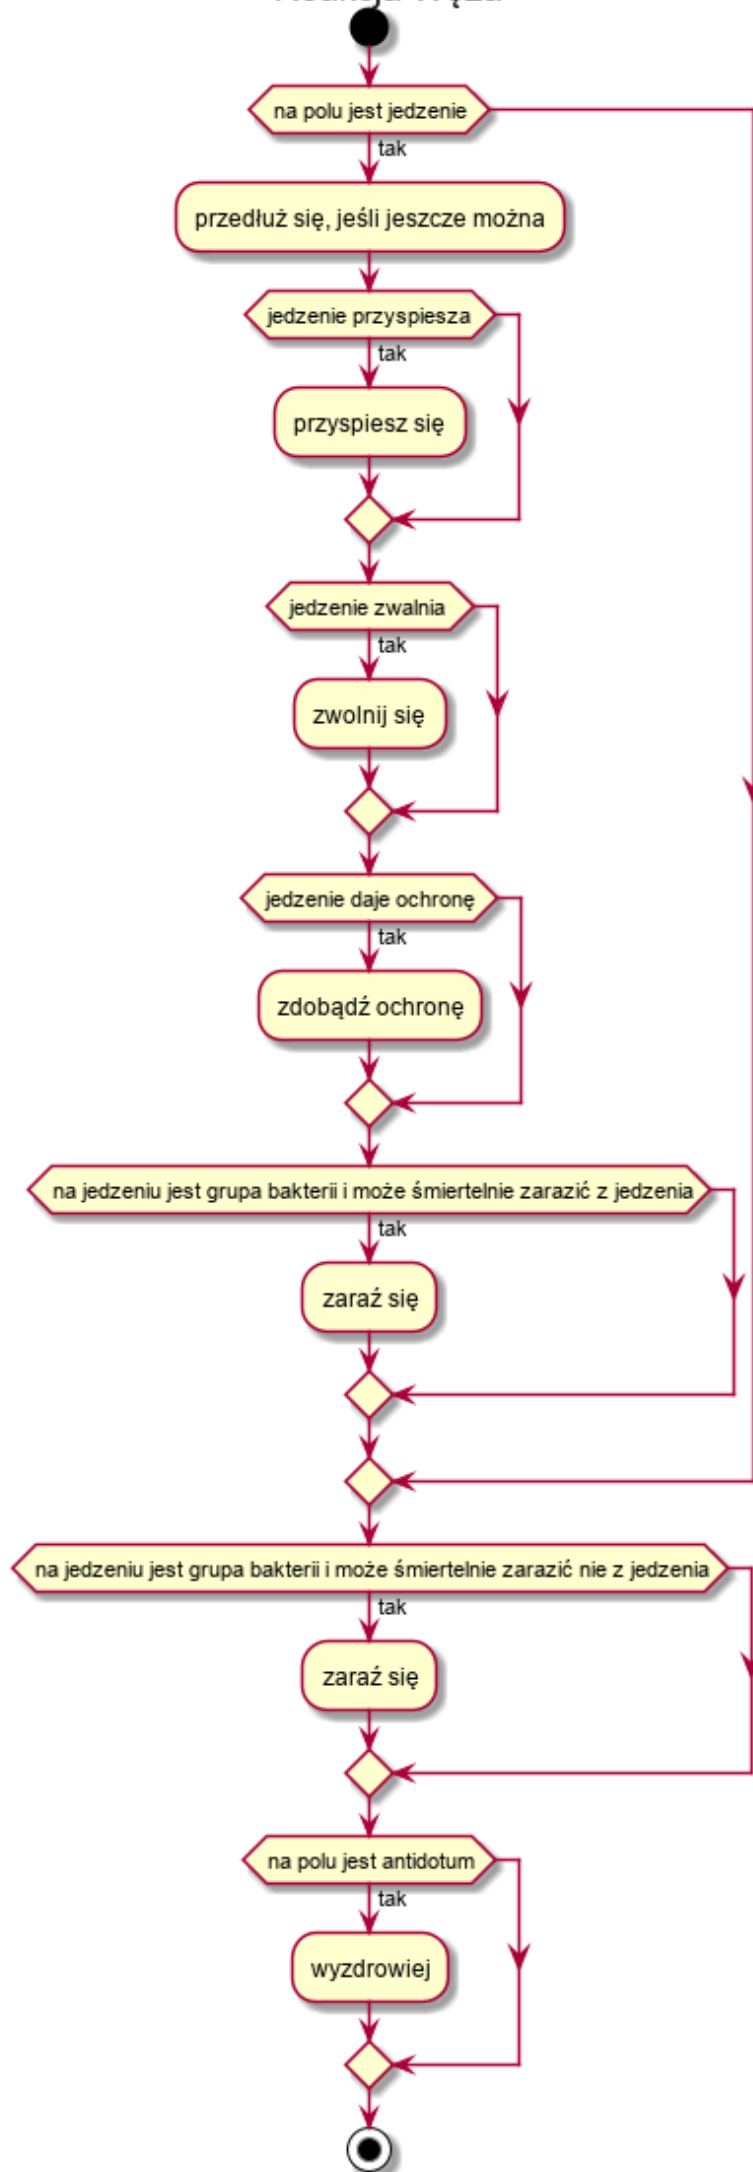 na polu jest jedzenie
tak
przedłuż się, jeśli jeszcze można
jedzenie przyspiesza
tak
przyspiesz się
jedzenie zwalnia
tak
zwolnij się
jedzenie daje ochronę
tak
zdobądź ochronę
na jedzeniu jest grupa bakterii i może śmiertelnie zarazić z jedzenia
tak
zaraź się
na jedzeniu jest grupa bakterii i może śmiertelnie zarazić nie z jedzenia
tak
zaraź się
na polu jest antidotum
tak
wyzdrowiej